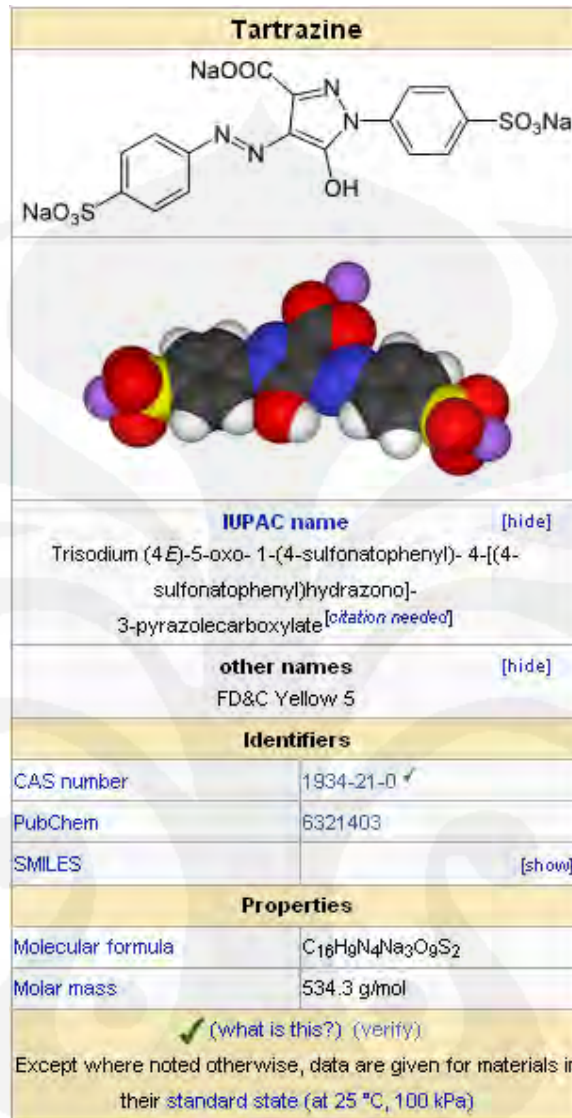 Tartrazine
NaOOC
N
N
SO₃Na
N
N
OH
NaO₃S
IUPAC name [hide]
Trisodium (4E)-5-oxo- 1-(4-sulfonatophenyl)- 4-[(4-
sulfonatophenyl)hydrazono]-
3-pyrazolecarboxylate[citation needed]
other names [hide]
FD&C Yellow 5
Identifiers
CAS number 1934-21-0 ✓
PubChem 6321403
SMILES [show]
Properties
Molecular formula C₁₆H₉N₄Na₃O₉S₂
Molar mass 534.3 g/mol
✓ (what is this?) (verify)
Except where noted otherwise, data are given for materials in
their standard state (at 25 °C, 100 kPa)